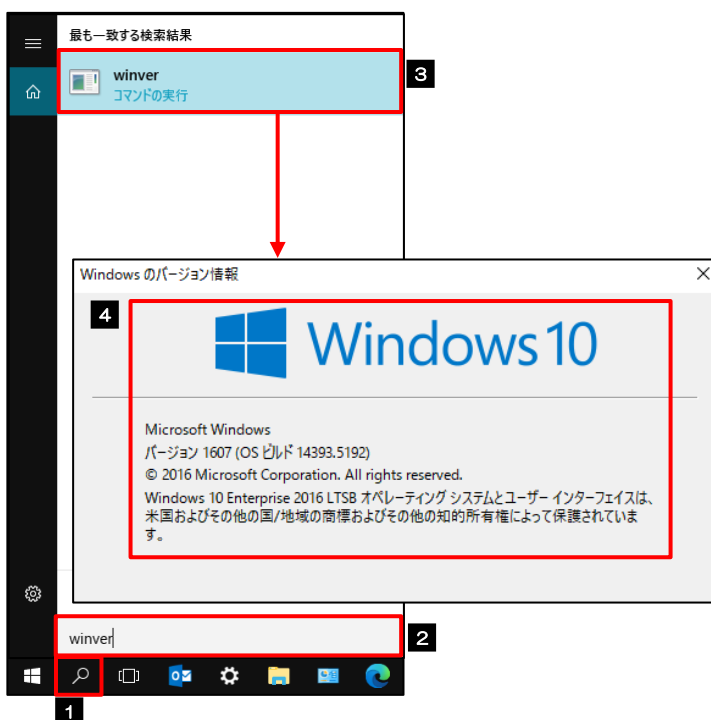 最も一致する検索結果
winver
コマンドの実行
3
Windows のバージョン情報
4
Windows 10
Microsoft Windows
バージョン 1607 (OS ビルド 14393.5192)
© 2016 Microsoft Corporation. All rights reserved.
Windows 10 Enterprise 2016 LTSB オペレーティング システムとユーザー インターフェイスは、
米国およびその他の国/地域の商標およびその他の知的所有権によって保護されていま
す。
winver
2
1